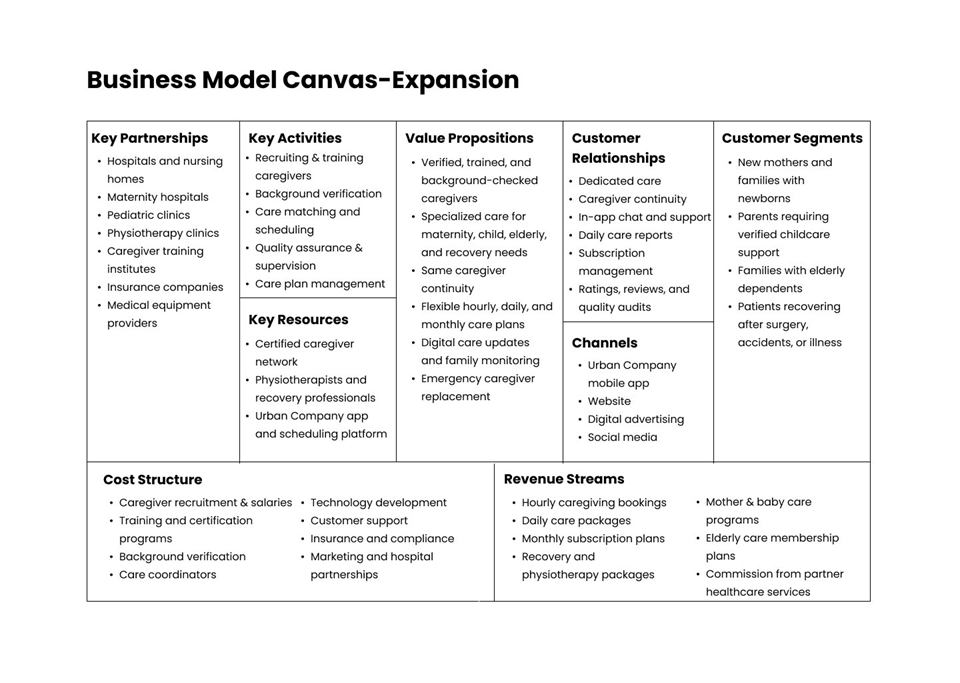 Business Model Canvas-Expansion
Key Partnerships
• Hospitals and nursing
homes
• Maternity hospitals
• Pediatric clinics
• Physiotherapy clinics
• Caregiver training
institutes
• Insurance companies
• Medical equipment
providers
Key Activities
• Recruiting & training
caregivers
• Background verification
• Care matching and
scheduling
• Quality assurance &
supervision
• Care plan management
Key Resources
• Certified caregiver
network
• Physiotherapists and
recovery professionals
• Urban Company app
and scheduling platform
Value Propositions
• Verified, trained, and
background-checked
caregivers
• Specialized care for
maternity, child, elderly,
and recovery needs
• Same caregiver
continuity
• Flexible hourly, daily, and
monthly care plans
• Digital care updates
and family monitoring
• Emergency caregiver
replacement
Customer
Relationships
• Dedicated care
• Caregiver continuity
• In-app chat and support
• Daily care reports
• Subscription
management
• Ratings, reviews, and
quality audits
Channels
• Urban Company
mobile app
• Website
• Digital advertising
• Social media
Customer Segments
• New mothers and
families with
newborns
• Parents requiring
verified childcare
support
• Families with elderly
dependents
• Patients recovering
after surgery,
accidents, or illness
Cost Structure
• Caregiver recruitment & salaries
• Training and certification
programs
• Background verification
• Care coordinators
• Technology development
• Customer support
• Insurance and compliance
• Marketing and hospital
partnerships
Revenue Streams
• Hourly caregiving bookings
• Daily care packages
• Monthly subscription plans
• Recovery and
physiotherapy packages
• Mother & baby care
programs
• Elderly care membership
plans
• Commission from partner
healthcare services